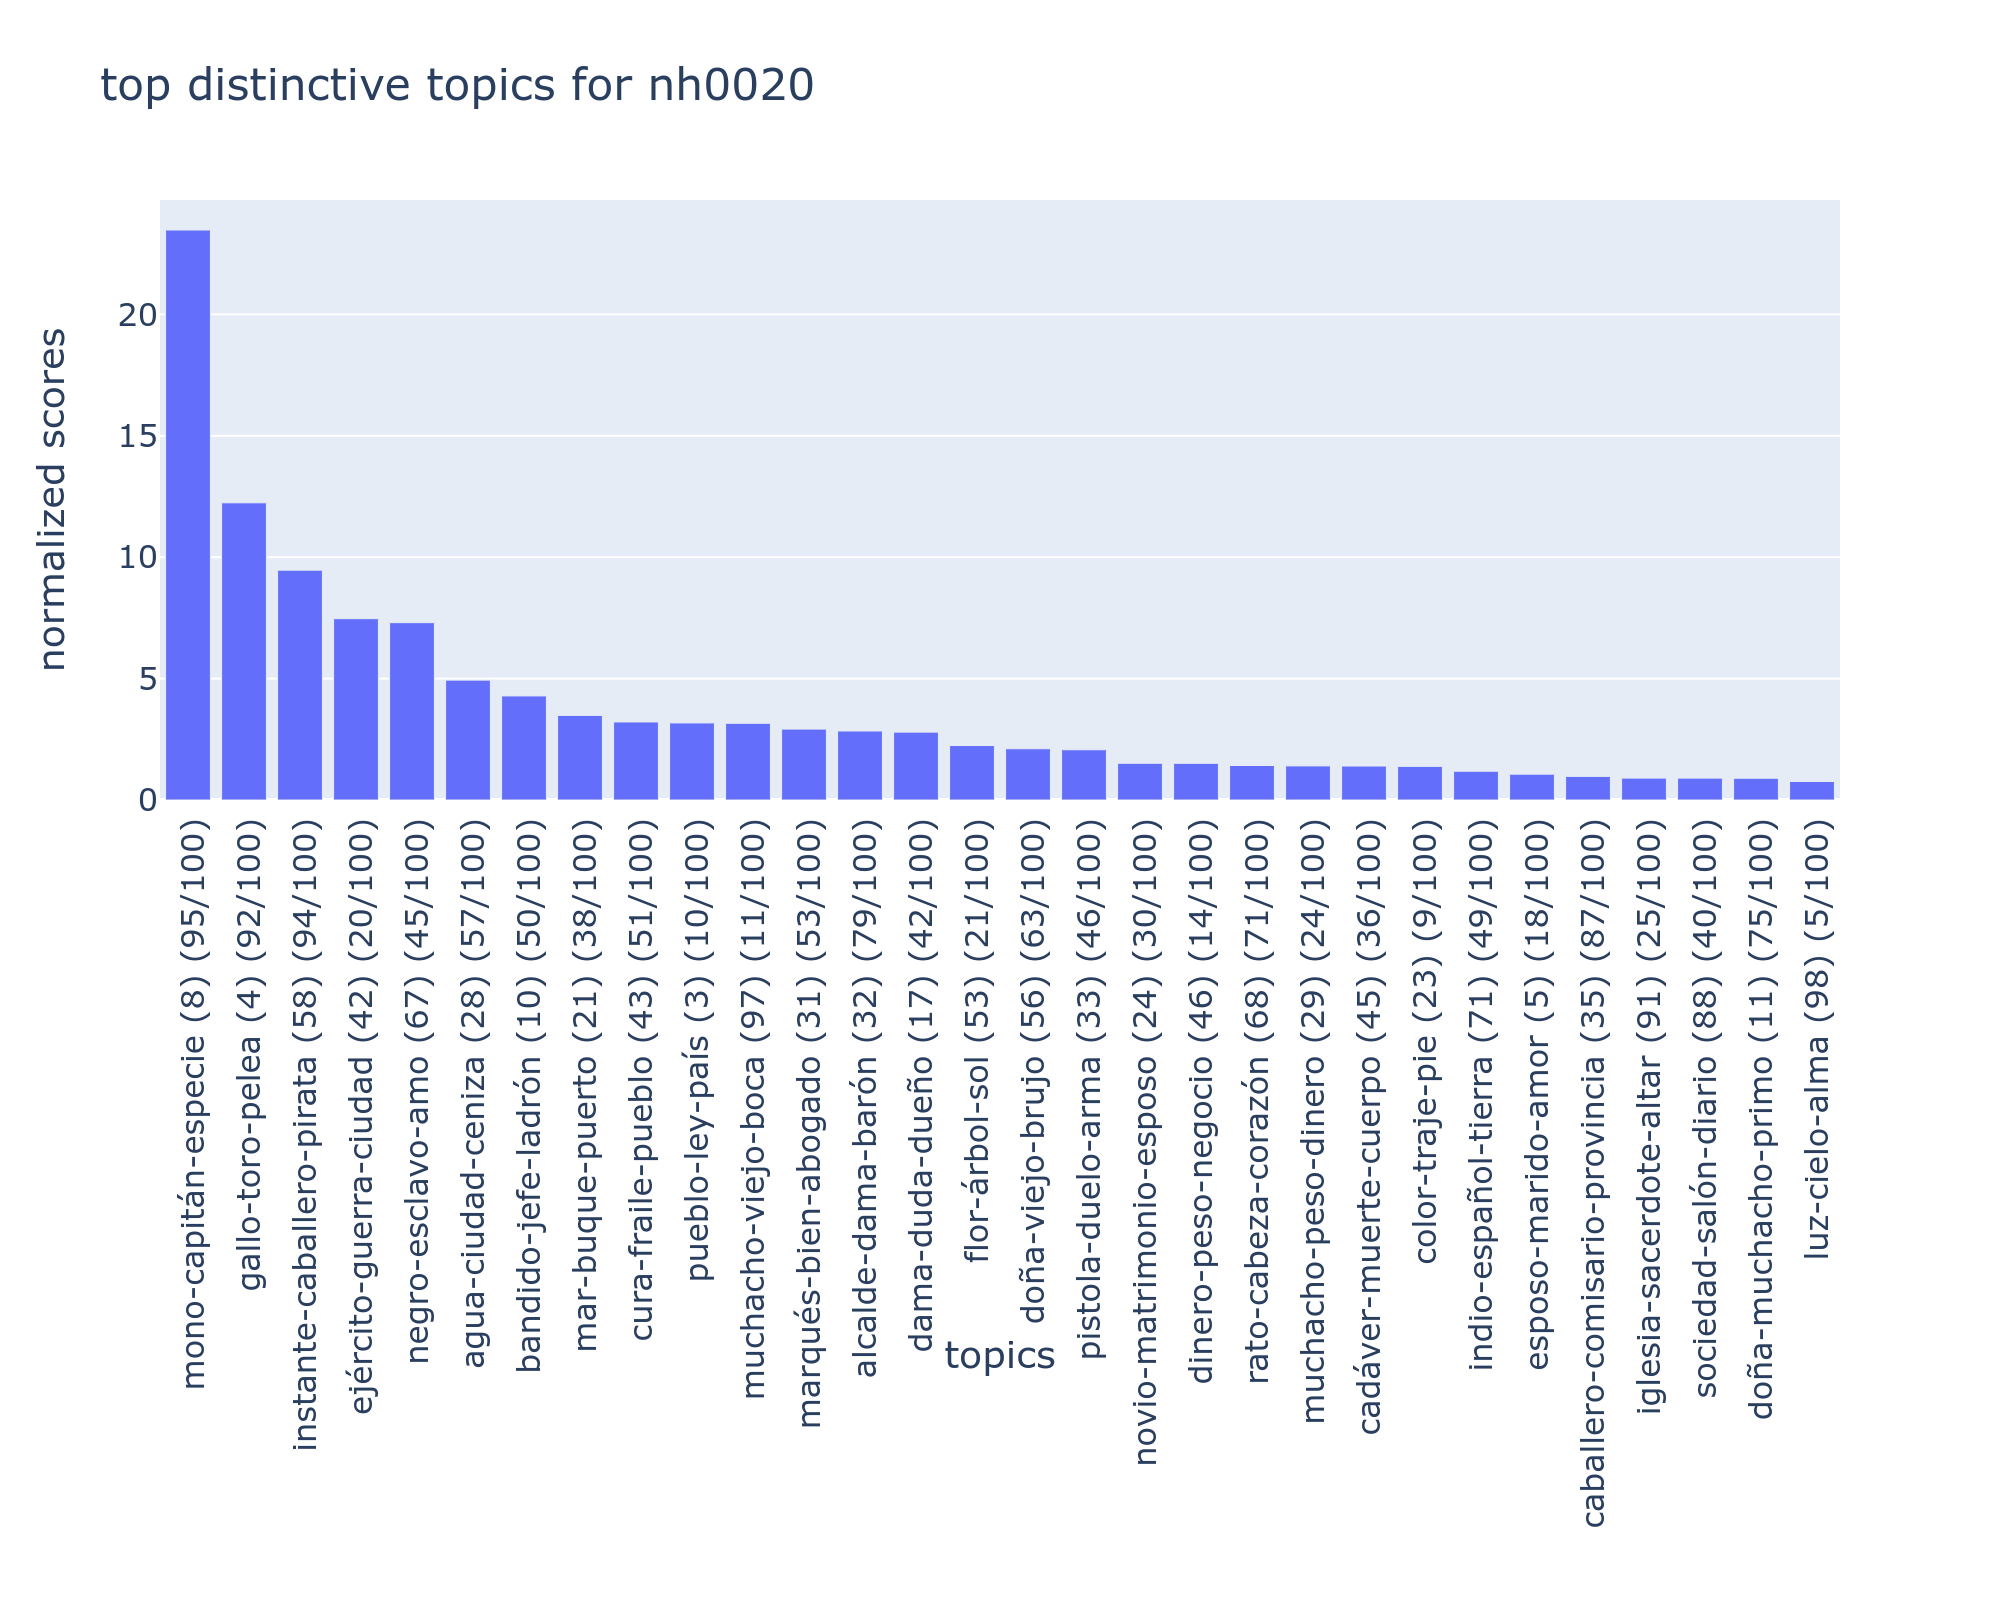 top distinctive topics for nh0020
normalized scores
20
15
10
5
0
mono-capitán-especie (8) (95/100)
gallo-toro-pelea (4) (92/100)
instante-caballero-pirata (58) (94/100)
ejército-guerra-ciudad (42) (20/100)
negro-esclavo-amo (67) (45/100)
agua-ciudad-ceniza (28) (57/100)
bandido-jefe-ladrón (10) (50/100)
mar-buque-puerto (21) (38/100)
cura-fraile-pueblo (43) (51/100)
pueblo-ley-país (3) (10/100)
muchacho-viejo-boca (97) (11/100)
marqués-bien-abogado (31) (53/100)
alcalde-dama-barón (32) (79/100)
dama-duda-dueño (17) (42/100)
flor-árbol-sol (53) (21/100)
doña-viejo-brujo (56) (63/100)
pistola-duelo-arma (33) (46/100)
novio-matrimonio-esposo (24) (30/100)
dinero-peso-negocio (46) (14/100)
rato-cabeza-corazón (68) (71/100)
muchacho-peso-dinero (29) (24/100)
cadáver-muerte-cuerpo (45) (36/100)
color-traje-pie (23) (9/100)
indio-español-tierra (71) (49/100)
esposo-marido-amor (5) (18/100)
caballero-comisario-provincia (35) (87/100)
iglesia-sacerdote-altar (91) (25/100)
sociedad-salón-diario (88) (40/100)
doña-muchacho-primo (11) (75/100)
luz-cielo-alma (98) (5/100)
topics